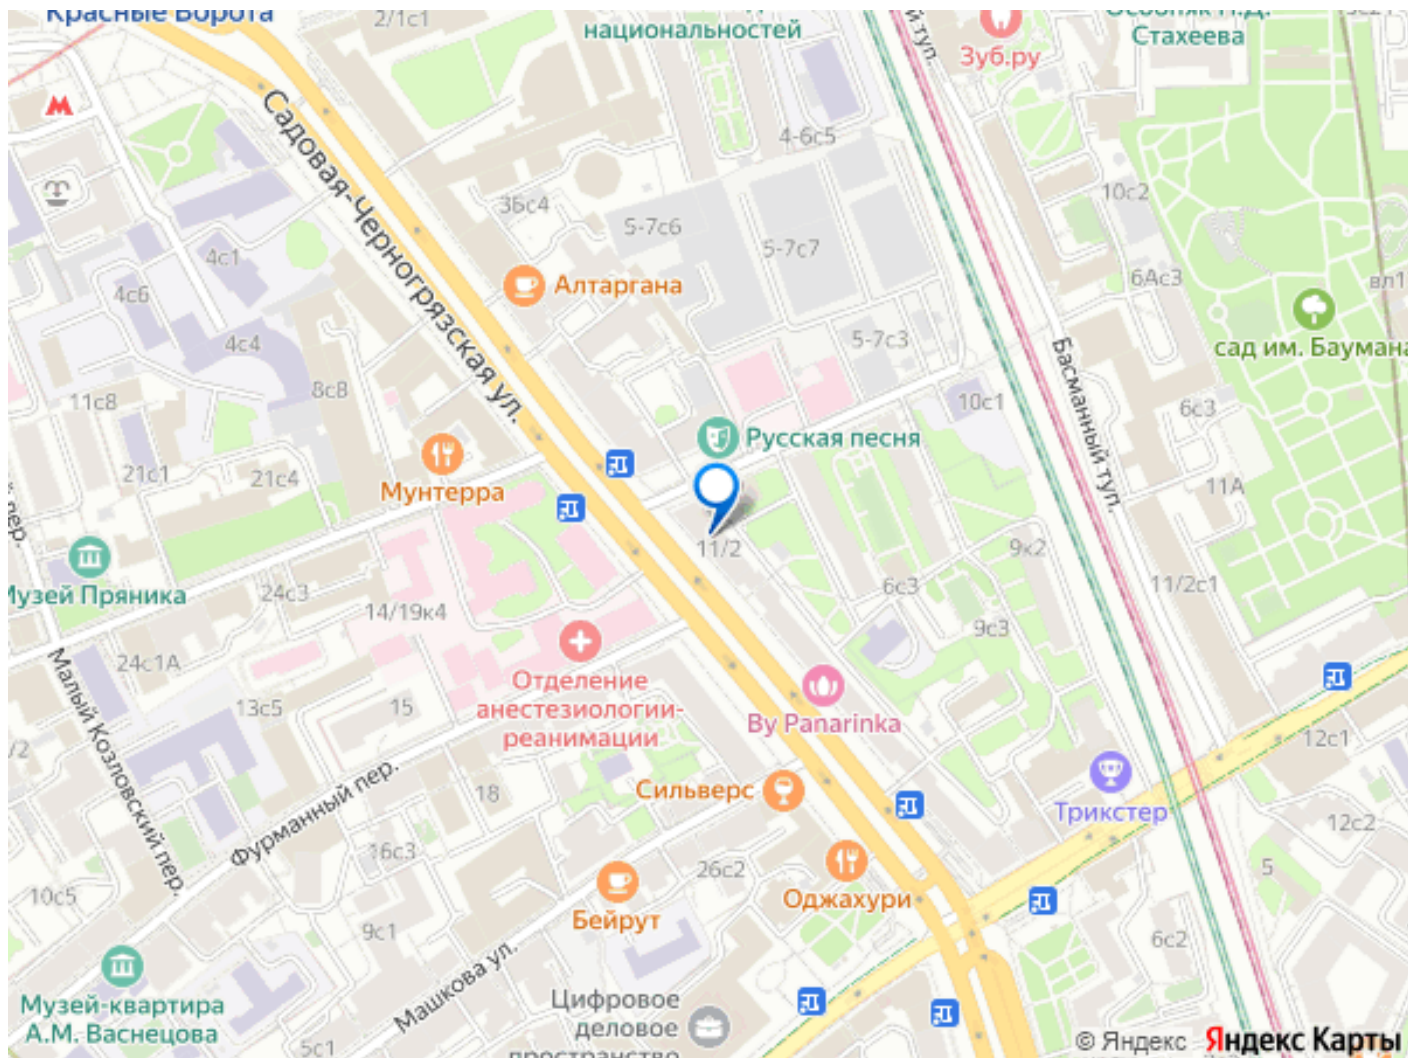 Красные Ворота
2/1с1
национальностей
Зуб.ру
Стахеева
4-6с5
Садовая-Черногрязская ул.
3Бс4
5-7с6
5-7с7
10с2
6Ас3
вл1
4с1
4с6
Алтаргана
сад им. Баумана
4с4
5-7с3
8с8
11с8
Басманный туп.
10с1
6с3
Русская песня
21с1
21с4
Мунтерра
11А
пер.
11/2
9к2
Музей Пряника
24с3
14/19к4
6с3
11/2с1
9с3
24с1А
Отделение
анестезиологии-
реанимации
13с5
15
By Panarinka
12с1
Малый Козловский пер.
Фурманный пер.
18
Сильверс
Трикстер
12с2
16с3
26с2
5
10с5
Оджахури
Бейрут
9с1
6с2
Машкова ул.
Музей-квартира
А.М. Васнецова
Цифровое
деловое
пространство
5с1
© Яндекс Яндекс Карты